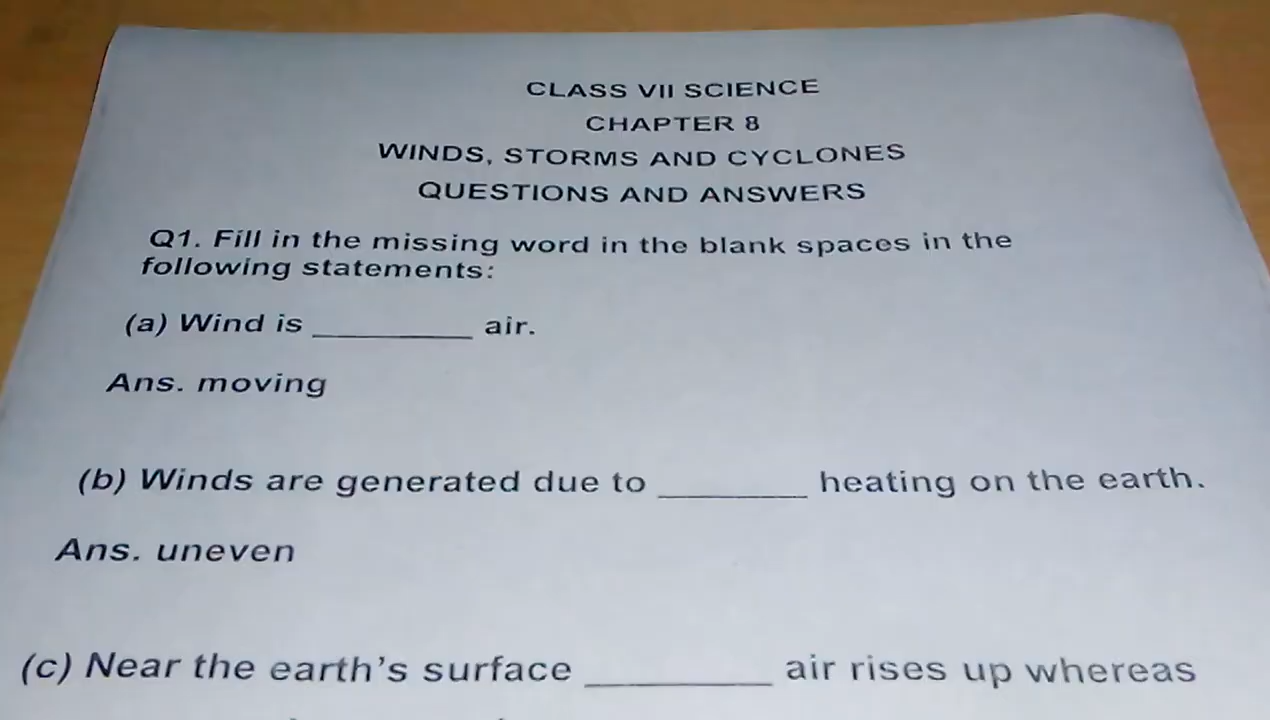 CLASS VII SCIENCE
CHAPTER 8
WINDS, STORMS AND CYCLONES
QUESTIONS AND ANSWERS
Q1. Fill in the missing word in the blank spaces in the
following statements:
(a) Wind is _________ air.
Ans. moving
(b) Winds are generated due to ________ heating on the earth.
Ans. uneven
(c) Near the earth's surface _________ air rises up whereas